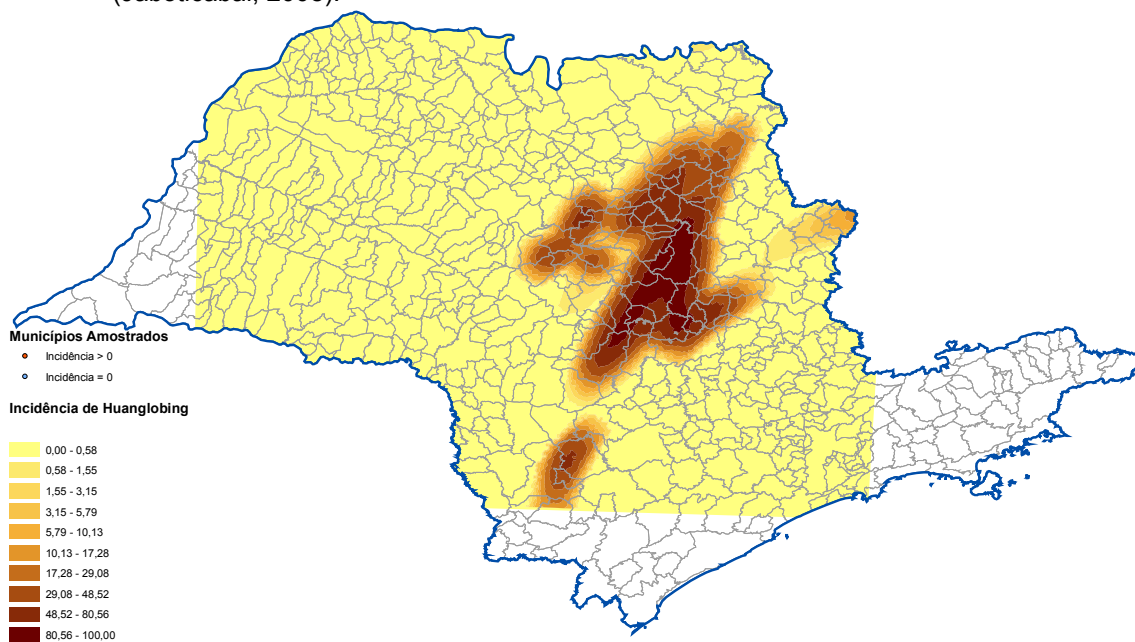 Municípios Amostrados
Incidência > 0
Incidência = 0
Incidência de Huanglobing
0,00 - 0,58
0,58 - 1,55
1,55 - 3,15
3,15 - 5,79
5,79 - 10,13
10,13 - 17,28
17,28 - 29,08
29,08 - 48,52
48,52 - 80,56
80,56 - 100,00